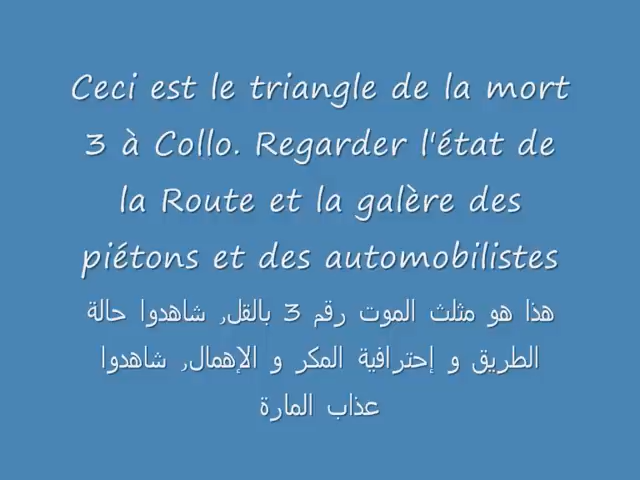 Ceci est le triangle de la mort
3 à Collo. Regarder l'état de
la Route et la galère des
piétons et des automobilistes
هذا هو مثلث الموت رقم 3 بالقل, شاهدوا حالة
الطريق و إحترافية المكر و الإهمال, شاهدوا
عذاب المارة